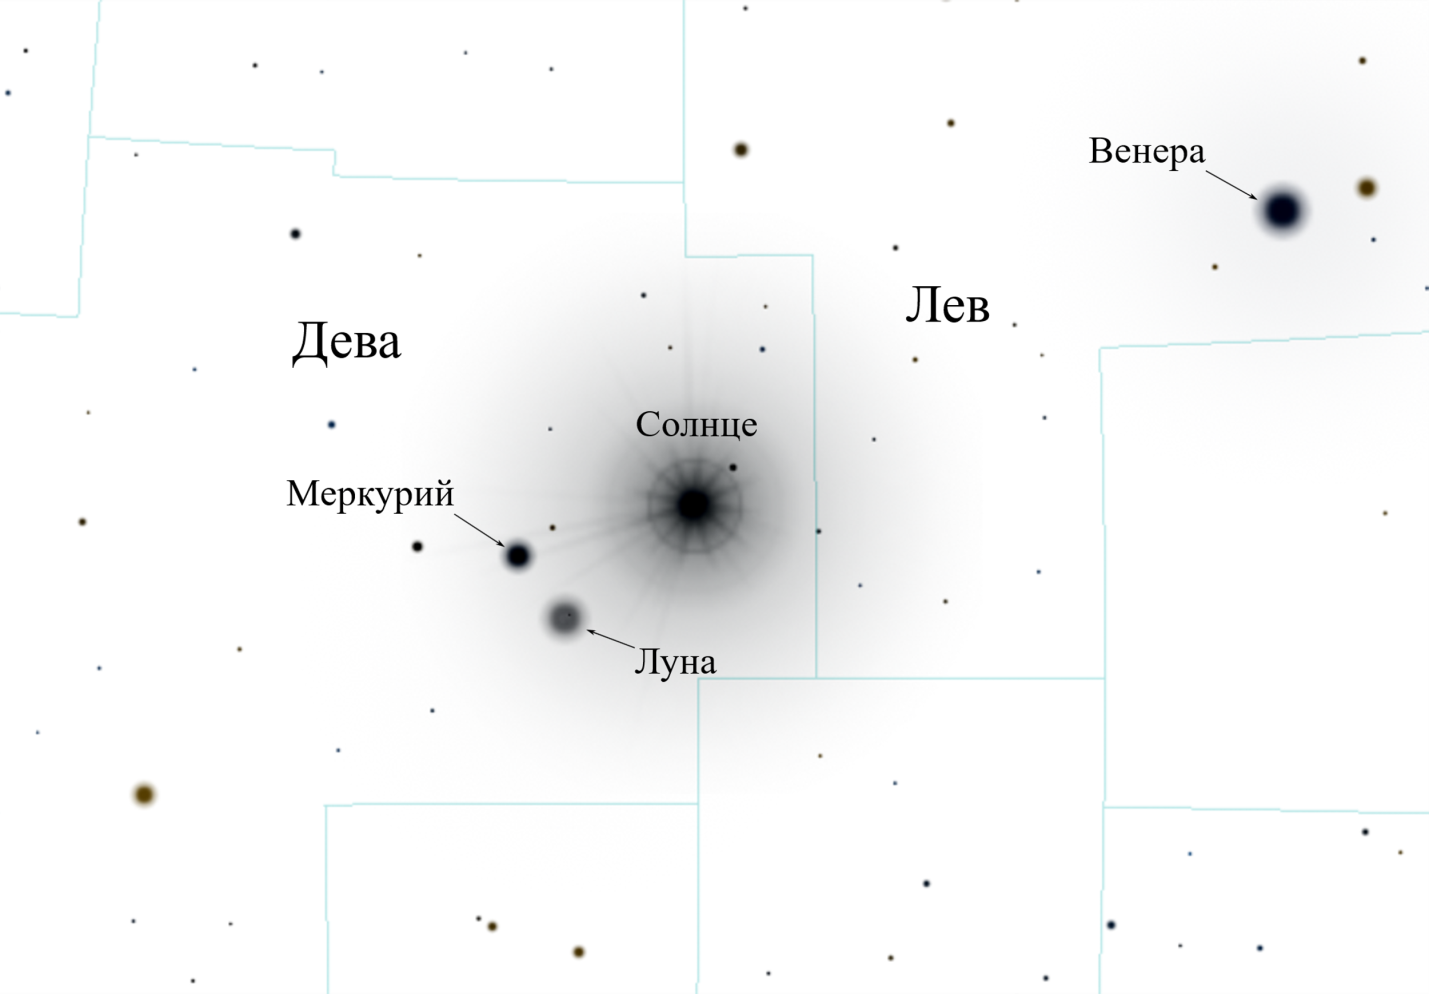 Венера
Лев
Дева
Солнце
Меркурий
Луна